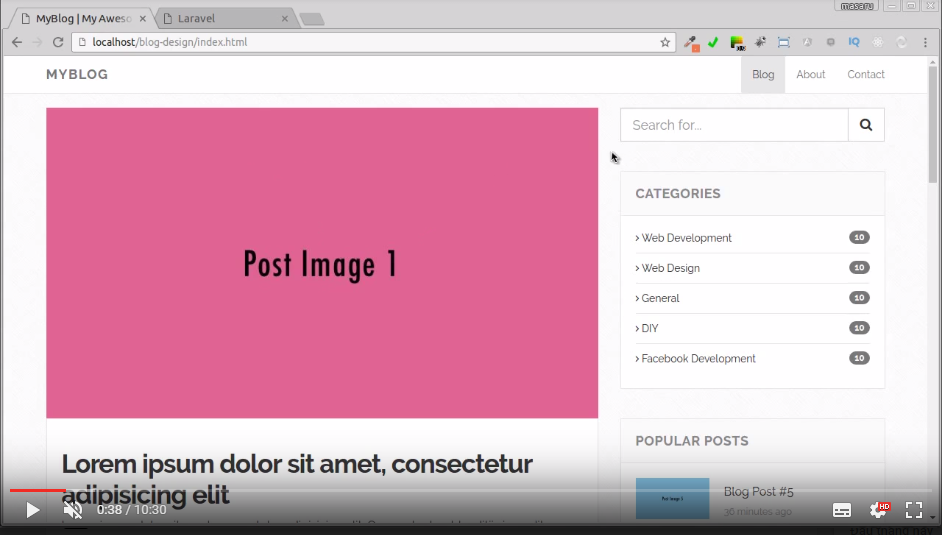 masaru
MyBlog | My Aweso
Laravel
localhost/blog-design/index.html
MYBLOG
Blog
About
Contact
Post Image 1
Lorem ipsum dolor sit amet, consectetur
adipisicing elit
Search for...
CATEGORIES
Web Development 10
Web Design 10
General 10
DIY 10
Facebook Development 10
POPULAR POSTS
Post Image 5
Blog Post #5
36 minutes ago
0:38 / 10:30
HD